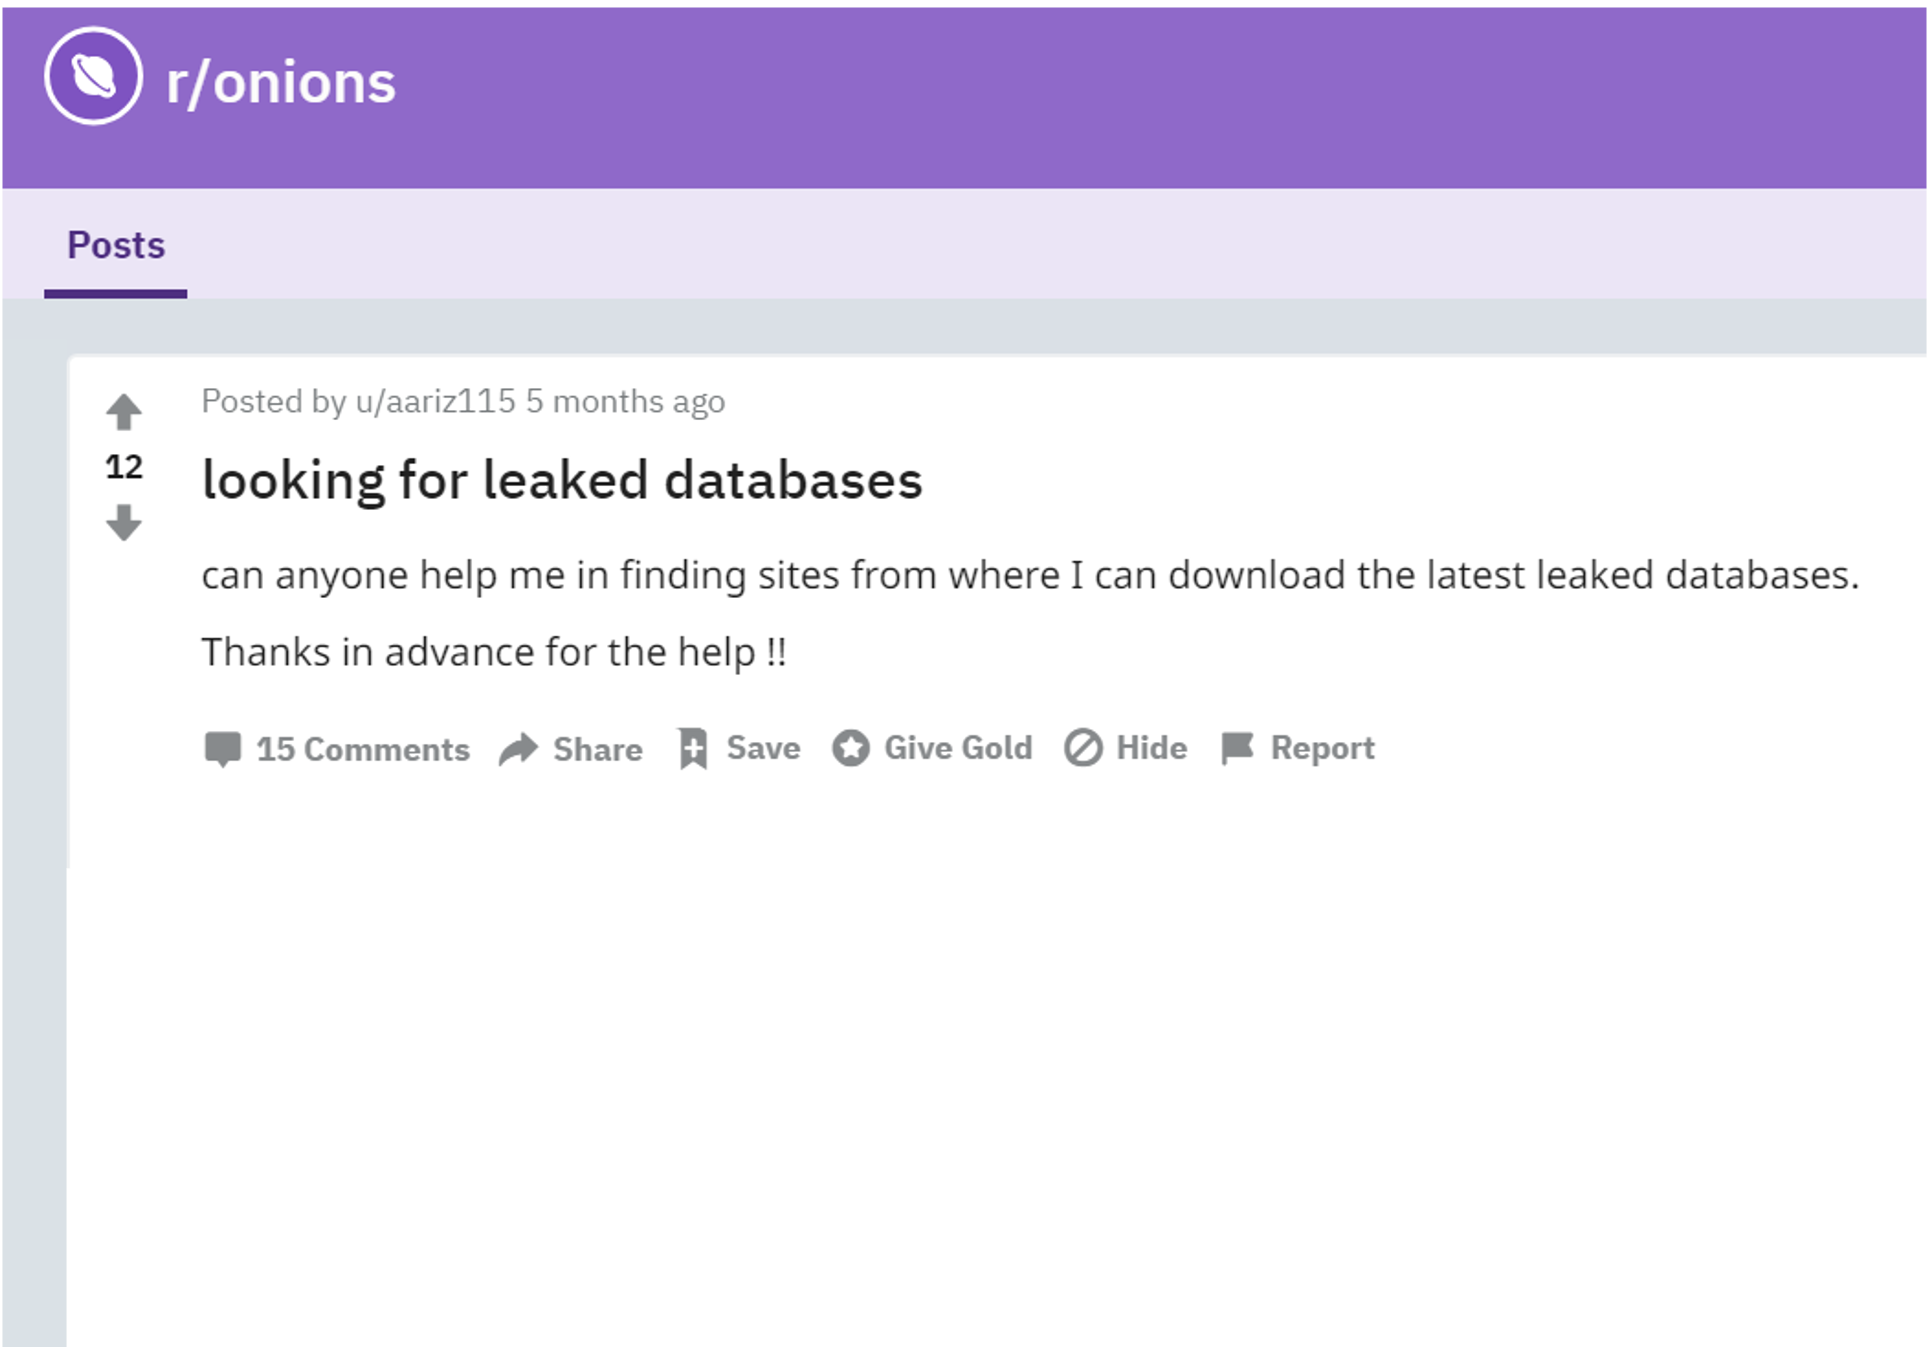 r/onions
Posts
Posted by u/aariz115 5 months ago
12
looking for leaked databases
can anyone help me in finding sites from where I can download the latest leaked databases.
Thanks in advance for the help !!
15 Comments Share Save Give Gold Hide Report